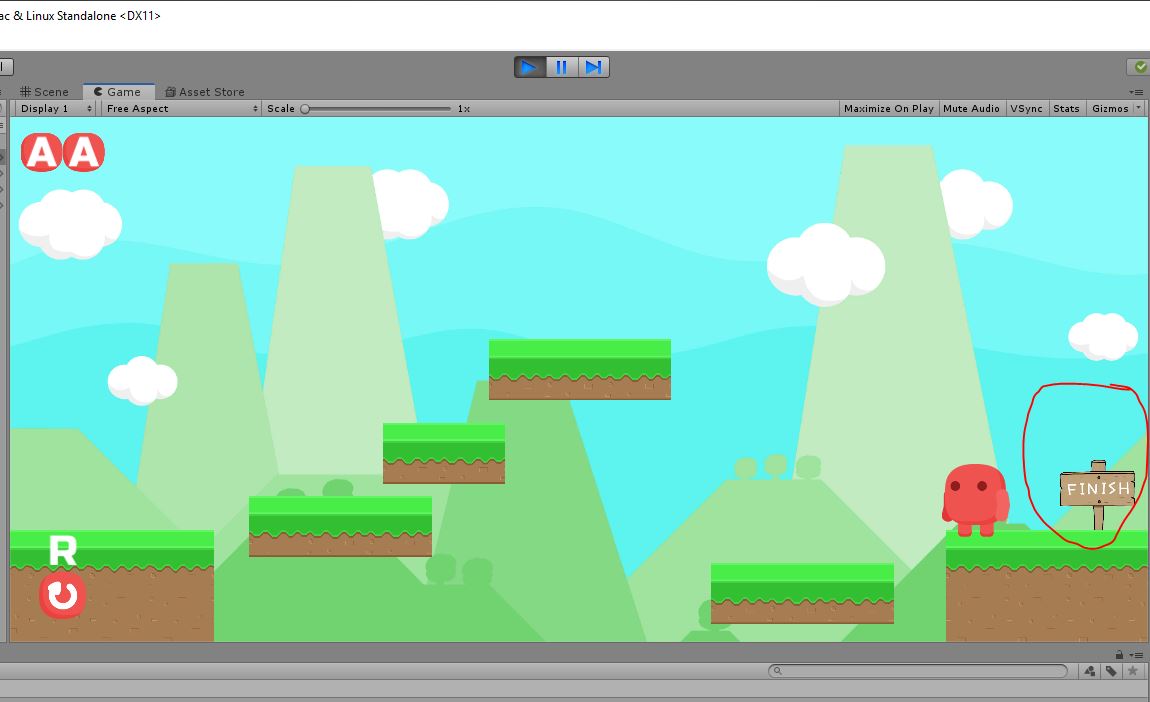 ac & Linux Standalone <DX11>
Scene Game Asset Store
Display 1 Free Aspect Scale 1x Maximize On Play Mute Audio VSync Stats Gizmos
A A
FINISH
R